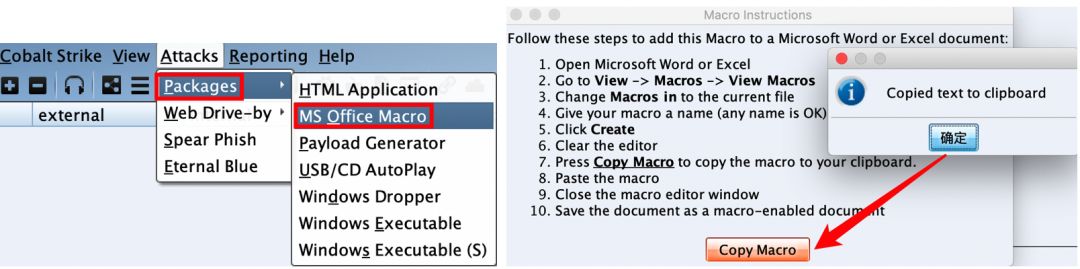 Cobalt Strike View Attacks Reporting Help
Packages
Web Drive-by
Spear Phish
Eternal Blue
external
HTML Application
MS Office Macro
Payload Generator
USB/CD AutoPlay
Windows Dropper
Windows Executable
Windows Executable (S)
Macro Instructions
Follow these steps to add this Macro to a Microsoft Word or Excel document:
1. Open Microsoft Word or Excel
2. Go to View -> Macros -> View Macros
3. Change Macros in to the current file
4. Give your macro a name (any name is OK)
5. Click Create
6. Clear the editor
7. Press Copy Macro to copy the macro to your clipboard.
8. Paste the macro
9. Close the macro editor window
10. Save the document as a macro-enabled document
Copy Macro
Copied text to clipboard
确定